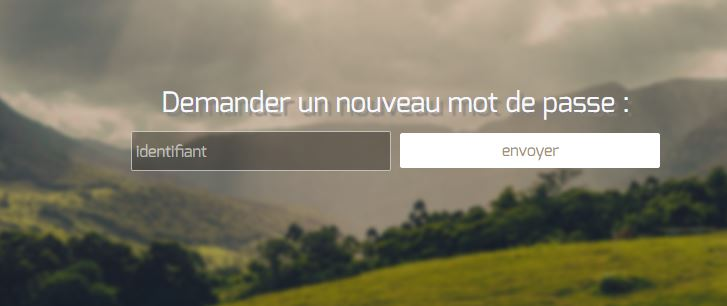 Demander un nouveau mot de passe :
identifiant
envoyer